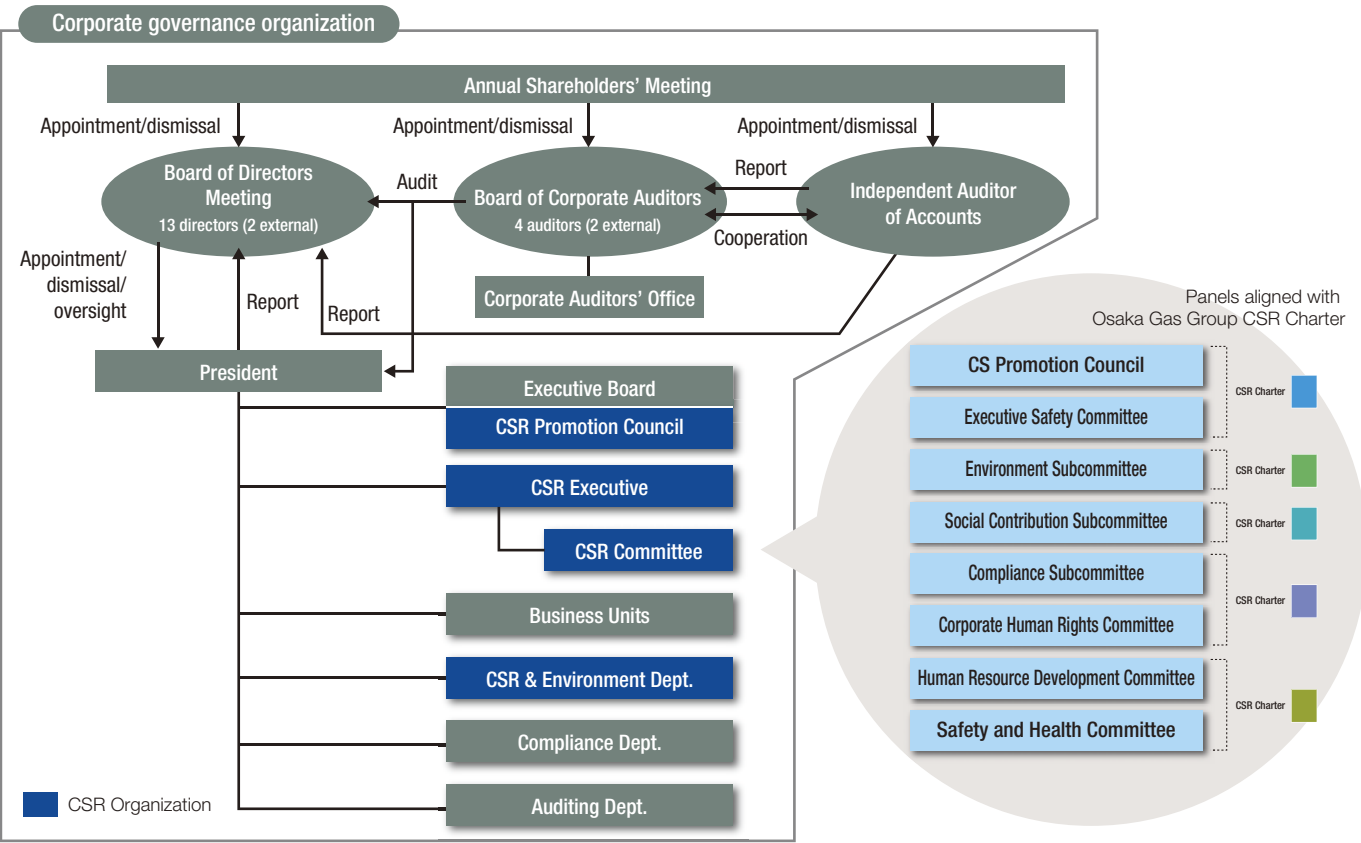 Corporate governance organization
Annual Shareholders’ Meeting
Appointment/dismissal
Appointment/dismissal
Appointment/dismissal
Board of Directors
Meeting
13 directors (2 external)
Audit
Board of Corporate Auditors
4 auditors (2 external)
Report
Cooperation
Independent Auditor
of Accounts
Appointment/
dismissal/
oversight
Report
Report
Corporate Auditors’ Office
President
Executive Board
CSR Promotion Council
CSR Executive
CSR Committee
Business Units
CSR & Environment Dept.
Compliance Dept.
Auditing Dept.
CSR Organization
Panels aligned with
Osaka Gas Group CSR Charter
CS Promotion Council
Executive Safety Committee
CSR Charter
Environment Subcommittee
CSR Charter
Social Contribution Subcommittee
CSR Charter
Compliance Subcommittee
Corporate Human Rights Committee
CSR Charter
Human Resource Development Committee
Safety and Health Committee
CSR Charter